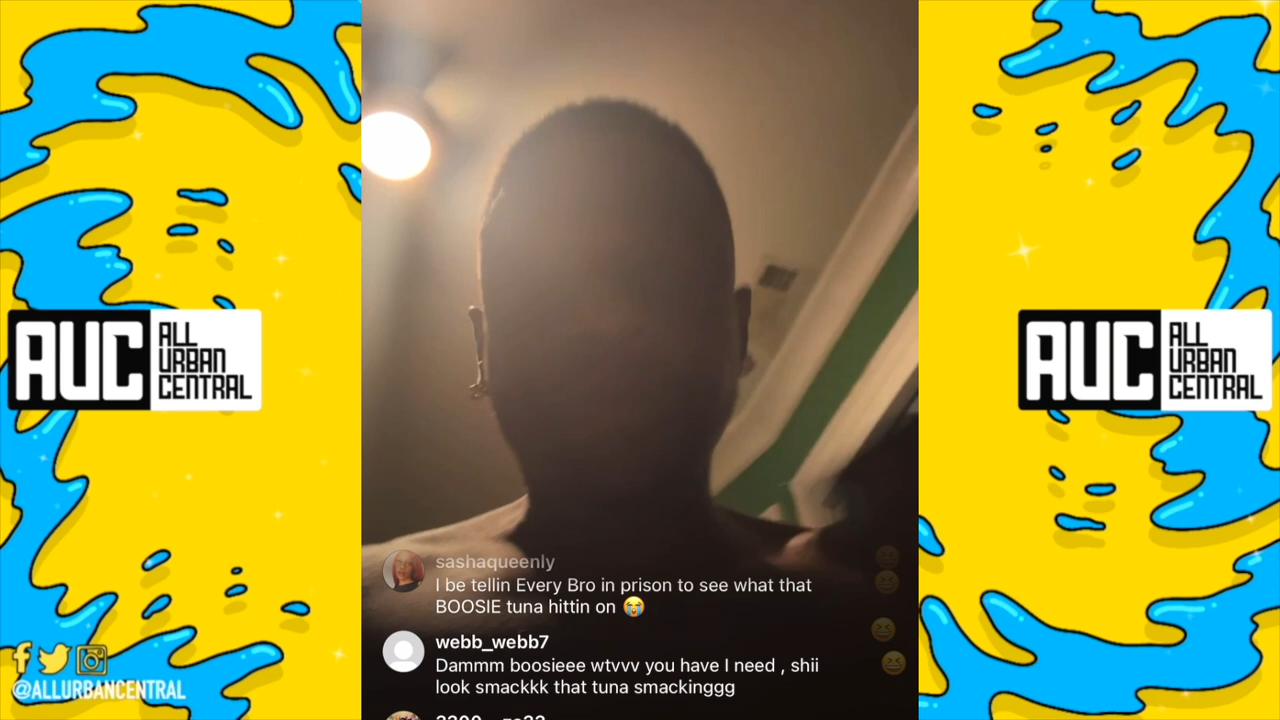 AUC
ALL
URBAN
CENTRAL
AUC
ALL
URBAN
CENTRAL
sashaqueenly
I be tellin Every Bro in prison to see what that
BOOSIE tuna hittin on 😭
webb_webb7
Dammm boosieee wtvvv you have I need , shii
look smackkk that tuna smackinggg
@ALLURBANCENTRAL